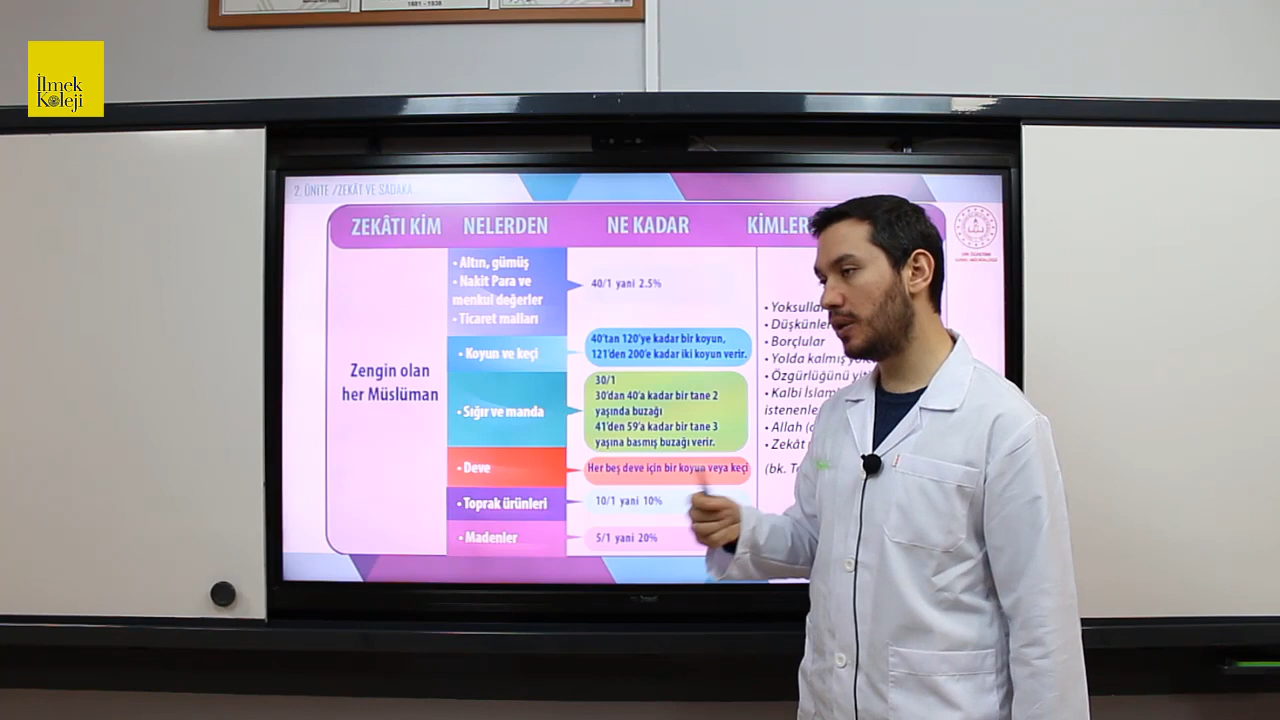 1881 - 1938
İlmek
Koleji
2. ÜNİTE /ZEKÂT VE SADAKA
ZEKÂTI KİM
NELERDEN
NE KADAR
Zengin olan
her Müslüman
• Altın, gümüş
• Nakit Para ve
menkul değerler
• Ticaret malları
40/1 yani 2.5%
• Koyun ve keçi
40'tan 120'ye kadar bir koyun,
121'den 200'e kadar iki koyun verir.
• Sığır ve manda
30/1
30'dan 40'a kadar bir tane 2
yaşında buzağı
41'den 59'a kadar bir tane 3
yaşına basmış buzağı verir.
• Deve
Her beş deve için bir koyun veya keçi
• Toprak ürünleri
10/1 yani 10%
• Madenler
5/1 yani 20%
• Yoksullar
• Düşkünler
• Borçlular
• Yolda kalmış
• Özgürlüğünü
• Kalbi
istenenler
• Allah
• Zekât
(bk.